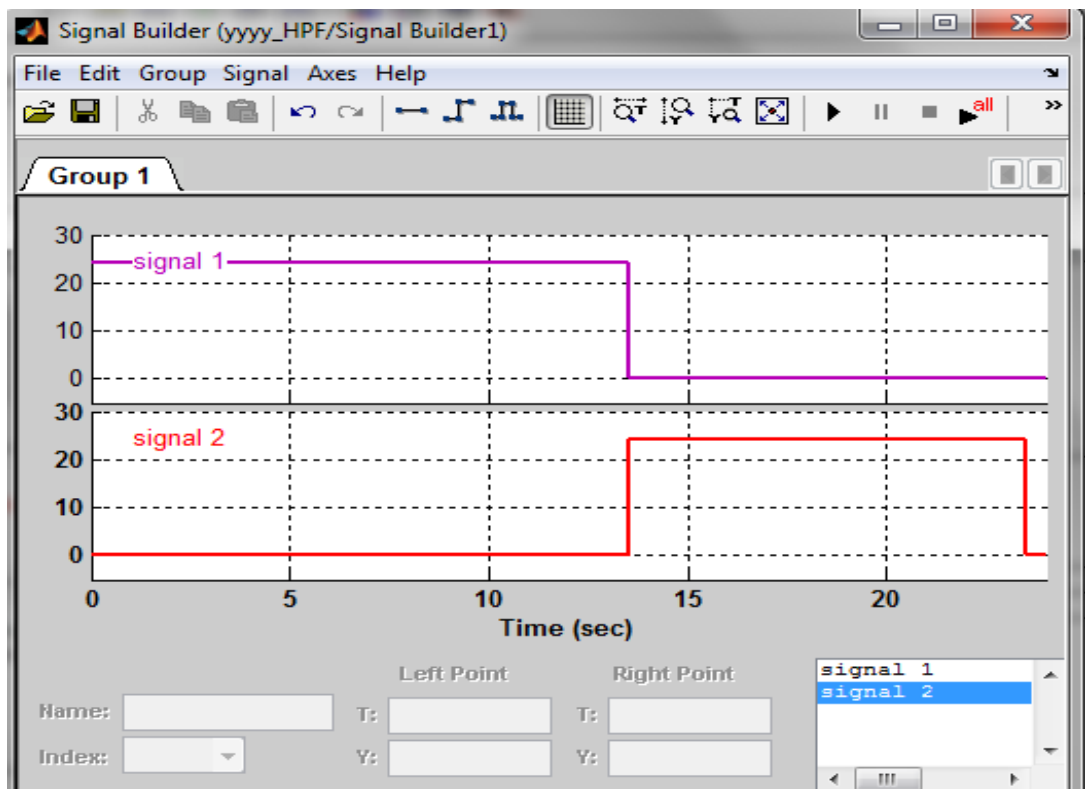 Signal Builder (yyyy_HPF/Signal Builder1)
File Edit Group Signal Axes Help
all
Group 1
30
signal 1
20
10
0
30
signal 2
20
10
0
0 5 10 15 20
Time (sec)
Left Point Right Point
Name: T: T:
Index: Y: Y:
signal 1
signal 2